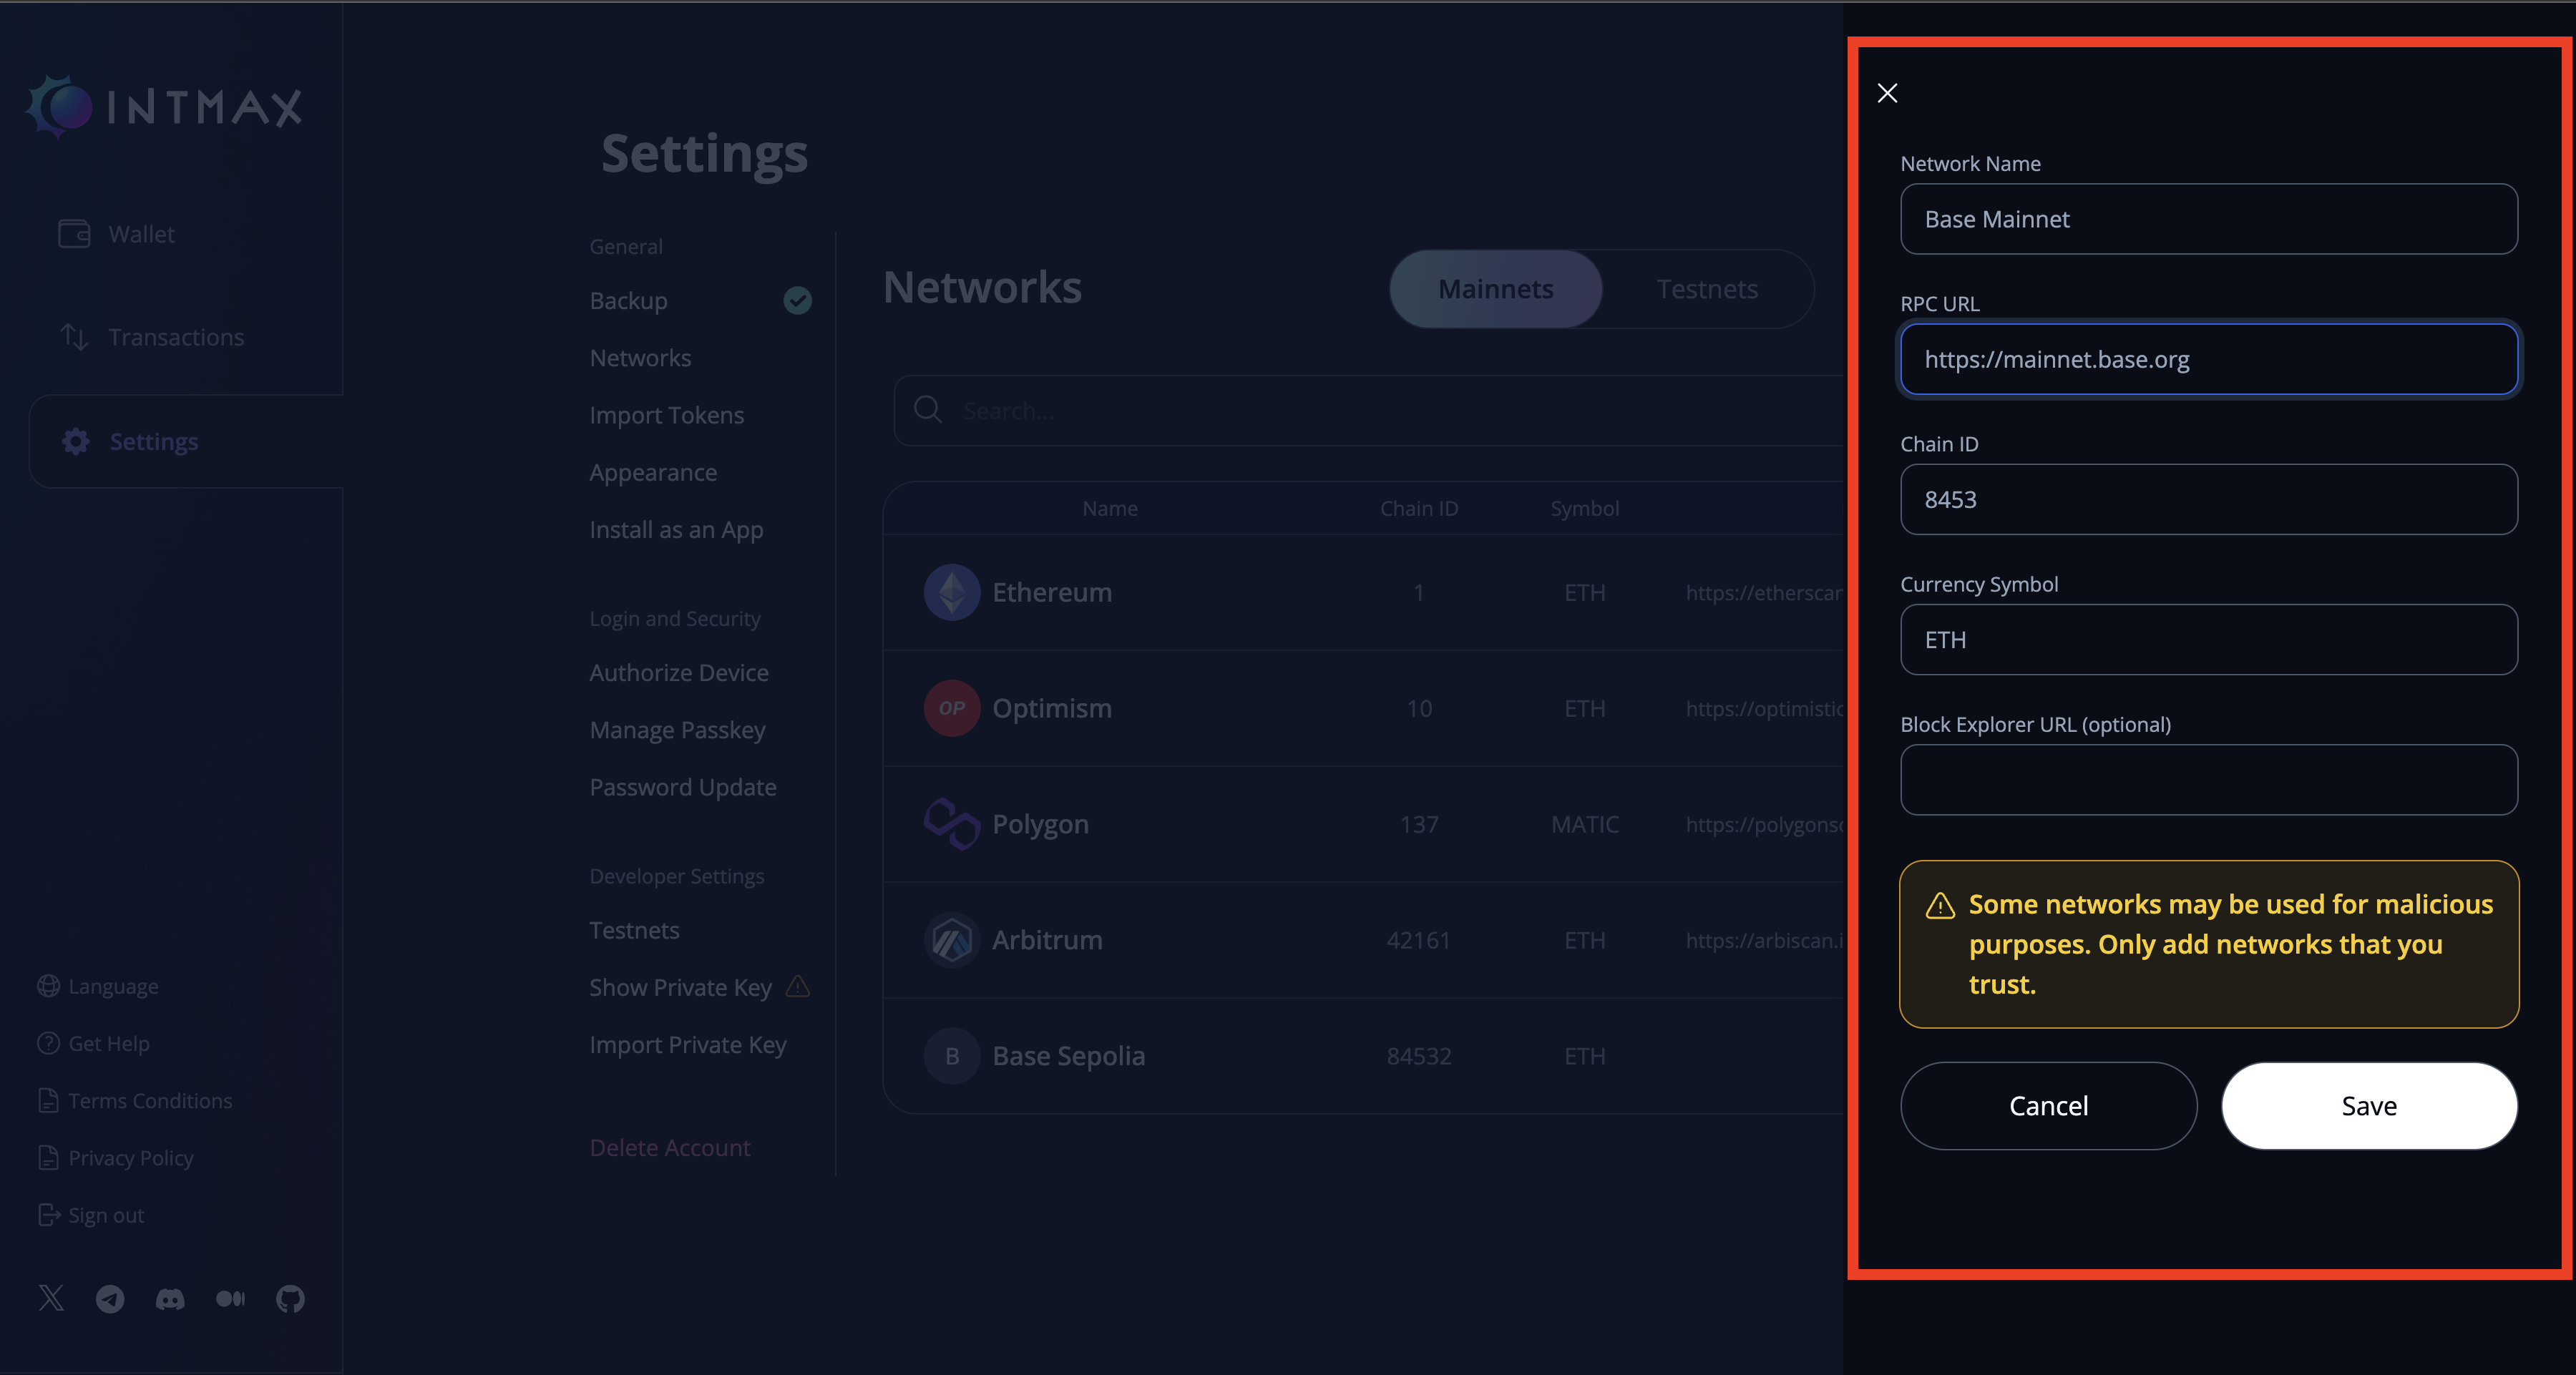 INTMAX
Wallet
Transactions
Settings
Language
Get Help
Terms Conditions
Privacy Policy
Sign out
Settings
General
Backup
Networks
Import Tokens
Appearance
Install as an App
Login and Security
Authorize Device
Manage Passkey
Password Update
Developer Settings
Testnets
Show Private Key
Import Private Key
Delete Account
Networks
Mainnets Testnets
Search...
Name Chain ID Symbol
Ethereum 1 ETH https://etherscan
OP Optimism 10 ETH https://optimistic
Polygon 137 MATIC https://polygonsc
Arbitrum 42161 ETH https://arbiscan.i
B Base Sepolia 84532 ETH
Network Name
Base Mainnet
RPC URL
https://mainnet.base.org
Chain ID
8453
Currency Symbol
ETH
Block Explorer URL (optional)
Some networks may be used for malicious
purposes. Only add networks that you
trust.
Cancel Save